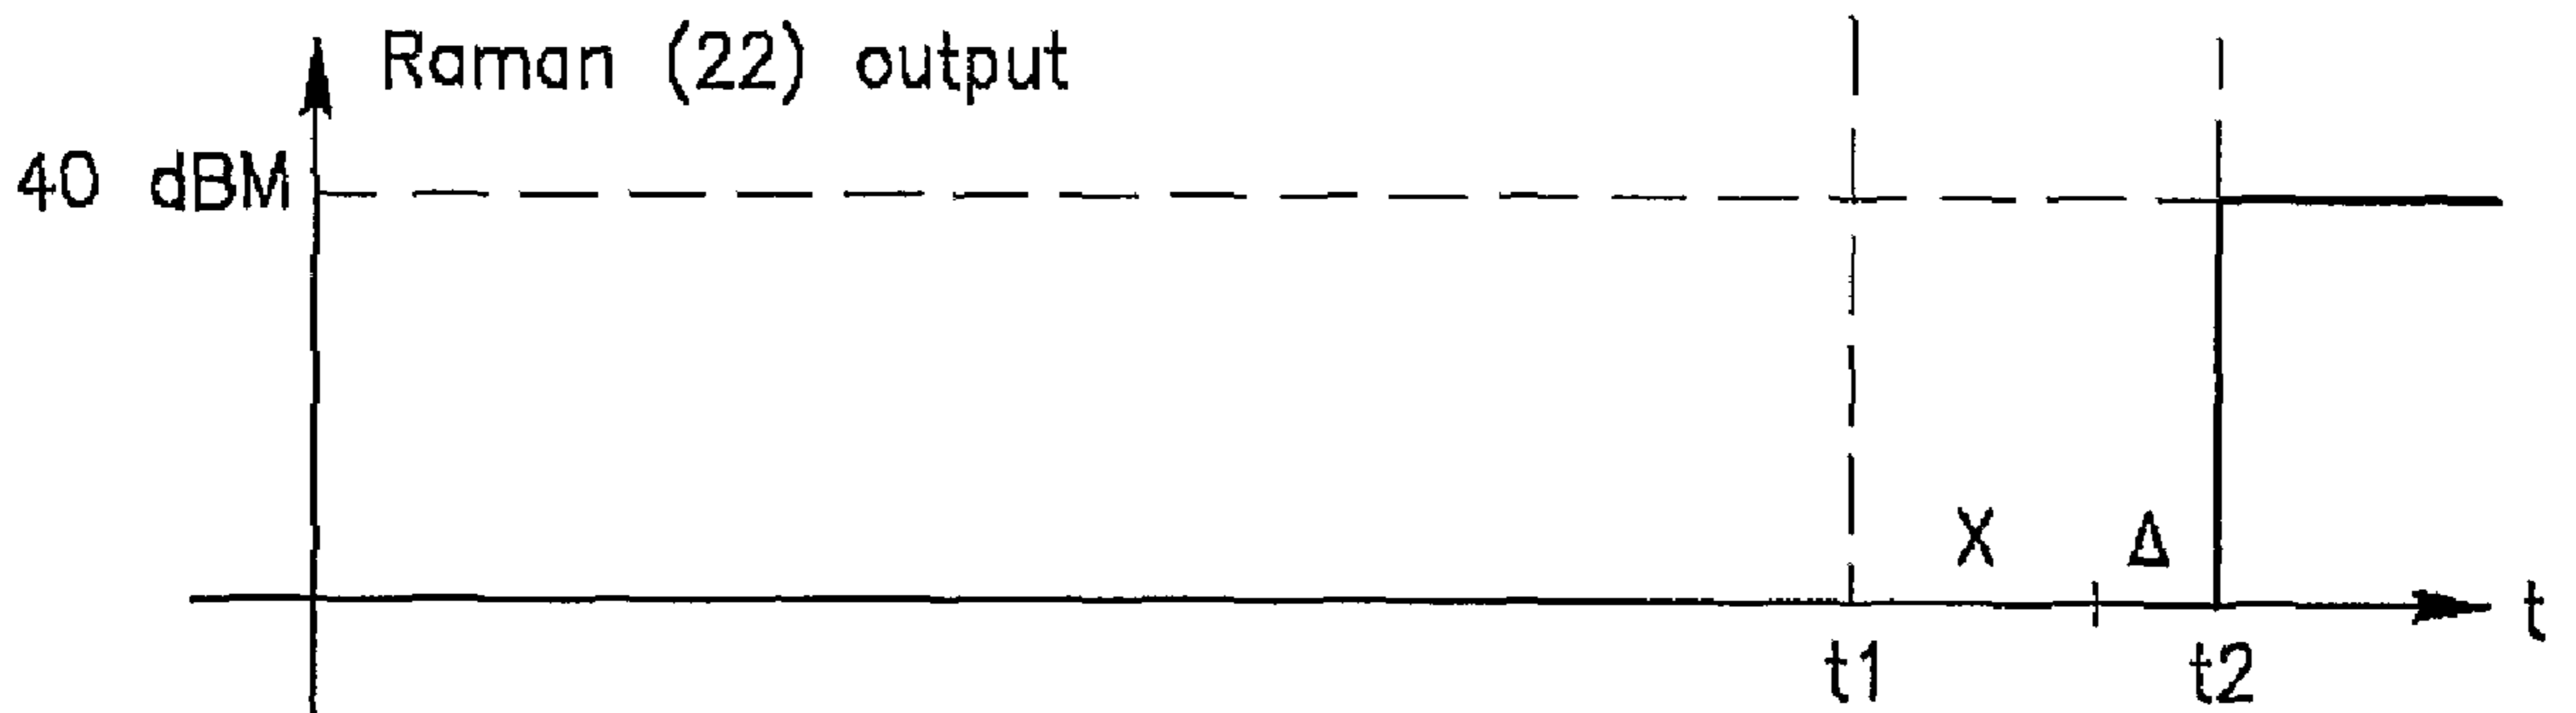 Raman (22) output
40 dBM
X Δ
t
t1 t2